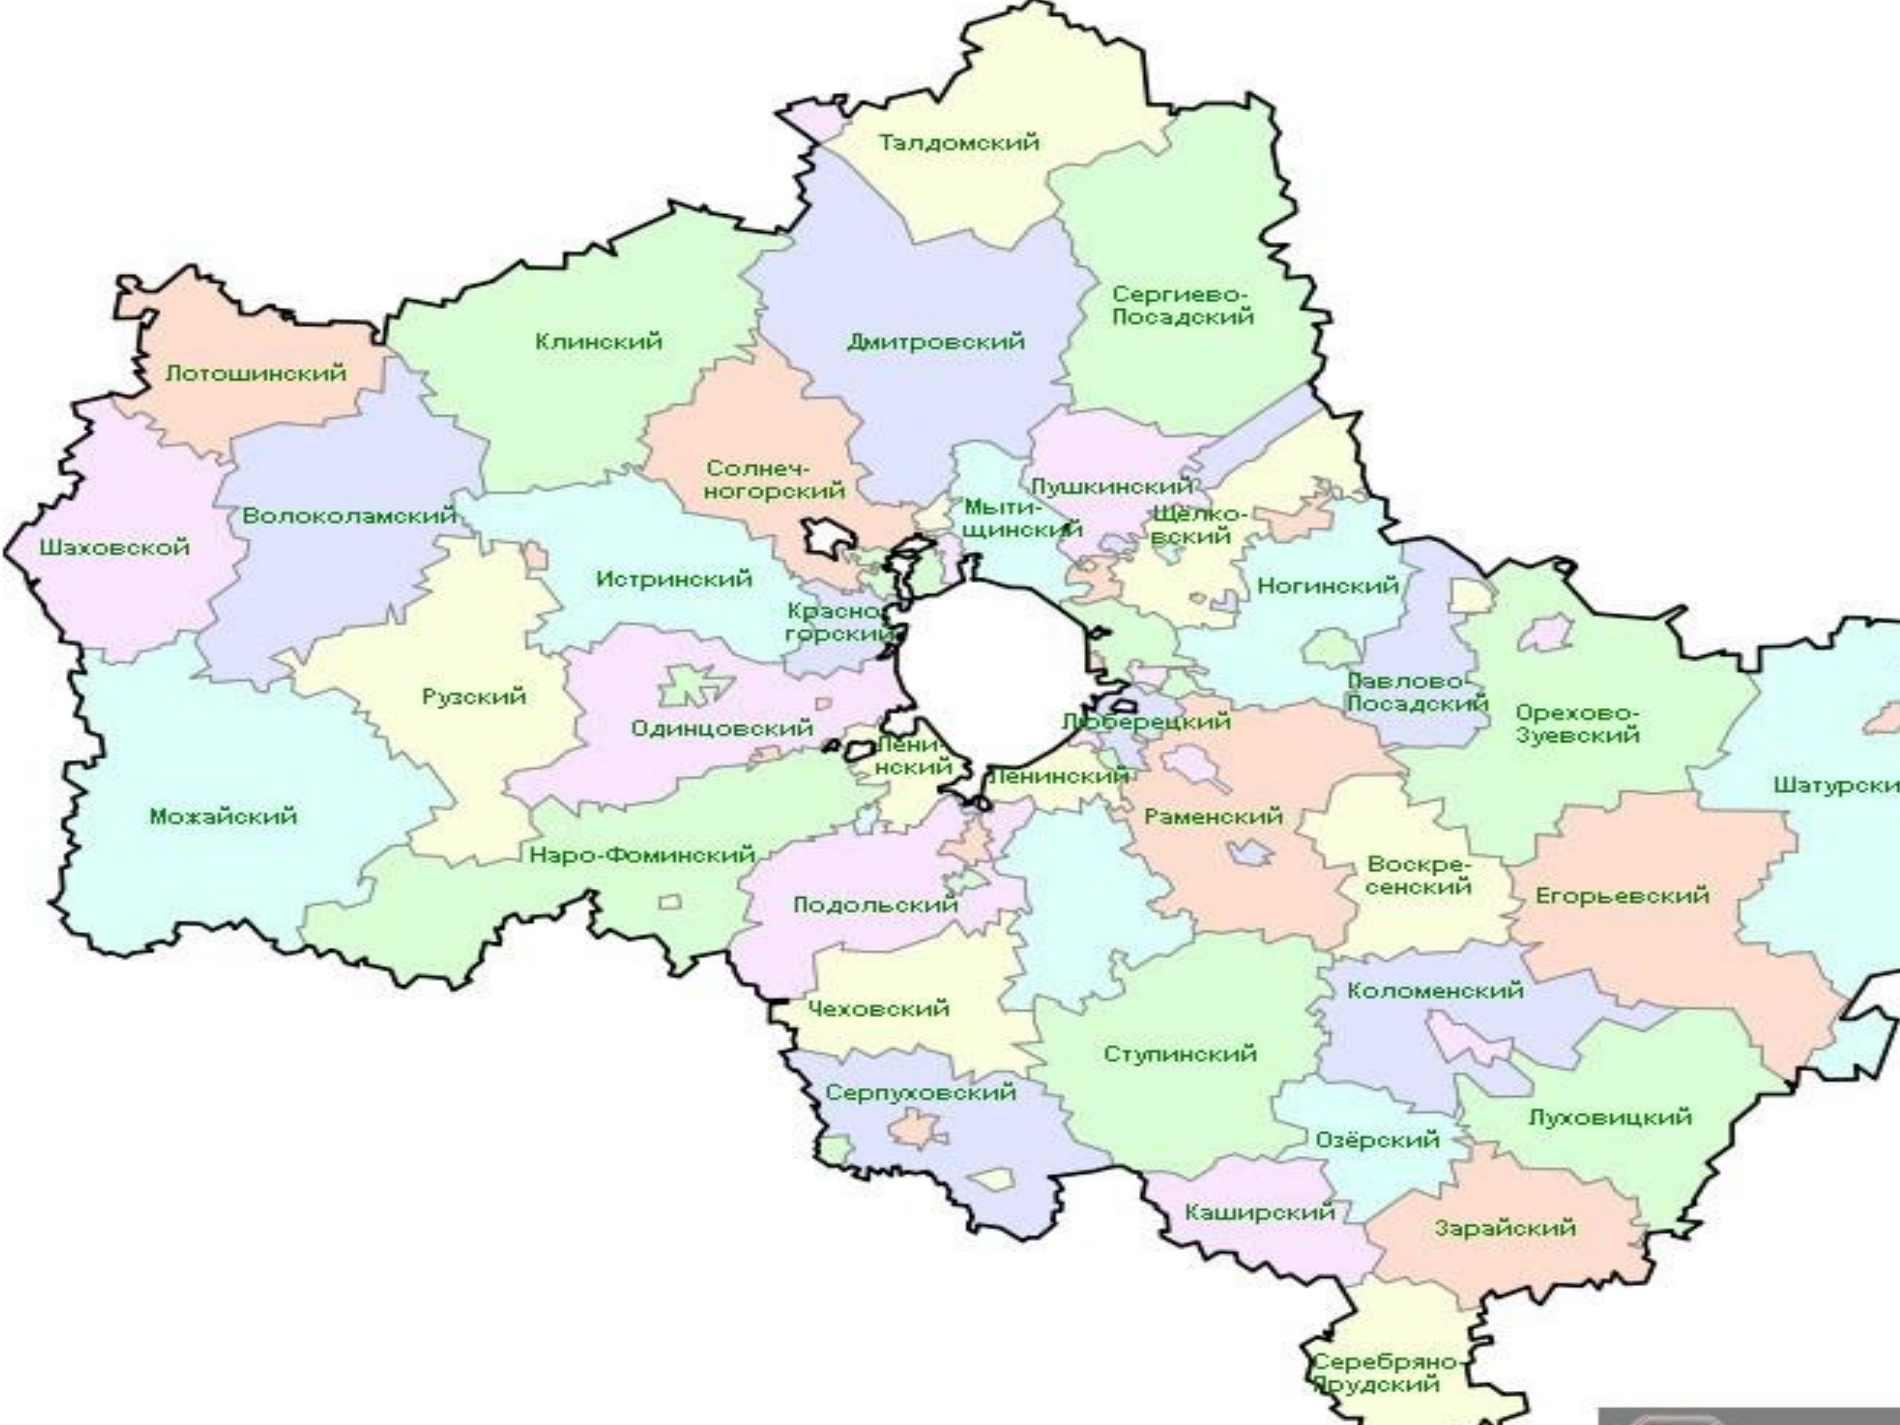 Талдомский
Сергиево-
Посадский
Клинский
Дмитровский
Лотошинский
Солнеч-
ногорский
Пушкинский
Мыти-
щинский
Щёлко-
вский
Волоколамский
Шаховской
Истринский
Ногинский
Красно
горский
Павлово-
Посадский
Рузский
Одинцовский
Люберецкий
Орехово-
Зуевский
Лени-
нский
Ленинский
Шатурски
Можайский
Раменский
Наро-Фоминский
Воскре-
сенский
Егорьевский
Подольский
Коломенский
Чеховский
Ступинский
Серпуховский
Луховицкий
Озёрский
Каширский
Зарайский
Серебряно-
Прудский